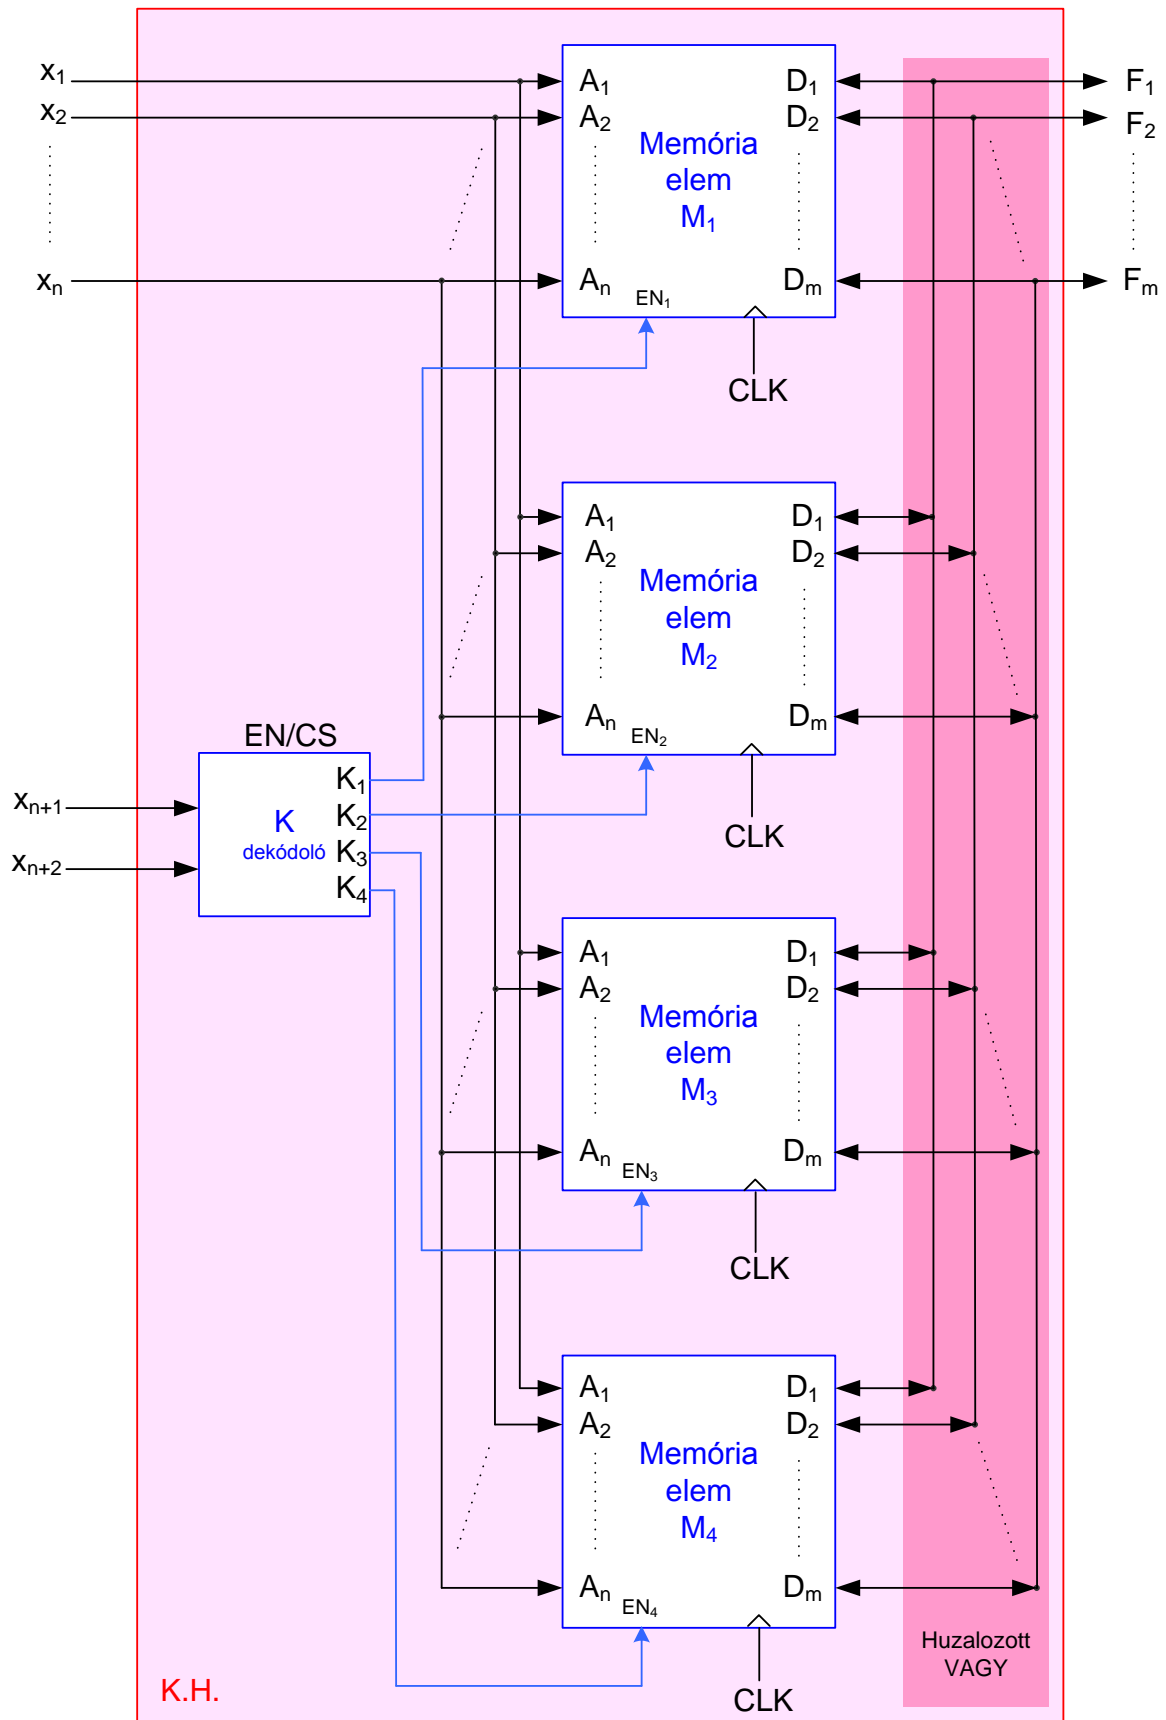 x1
x2
xn
A1
A2
An
Memória
elem
M1
D1
D2
Dm
EN1
CLK
F1
F2
Fm
A1
A2
An
Memória
elem
M2
D1
D2
Dm
EN2
CLK
EN/CS
xn+1
xn+2
K
dekódoló
K1
K2
K3
K4
A1
A2
An
Memória
elem
M3
D1
D2
Dm
EN3
CLK
A1
A2
An
Memória
elem
M4
D1
D2
Dm
EN4
CLK
Huzalozott
VAGY
K.H.